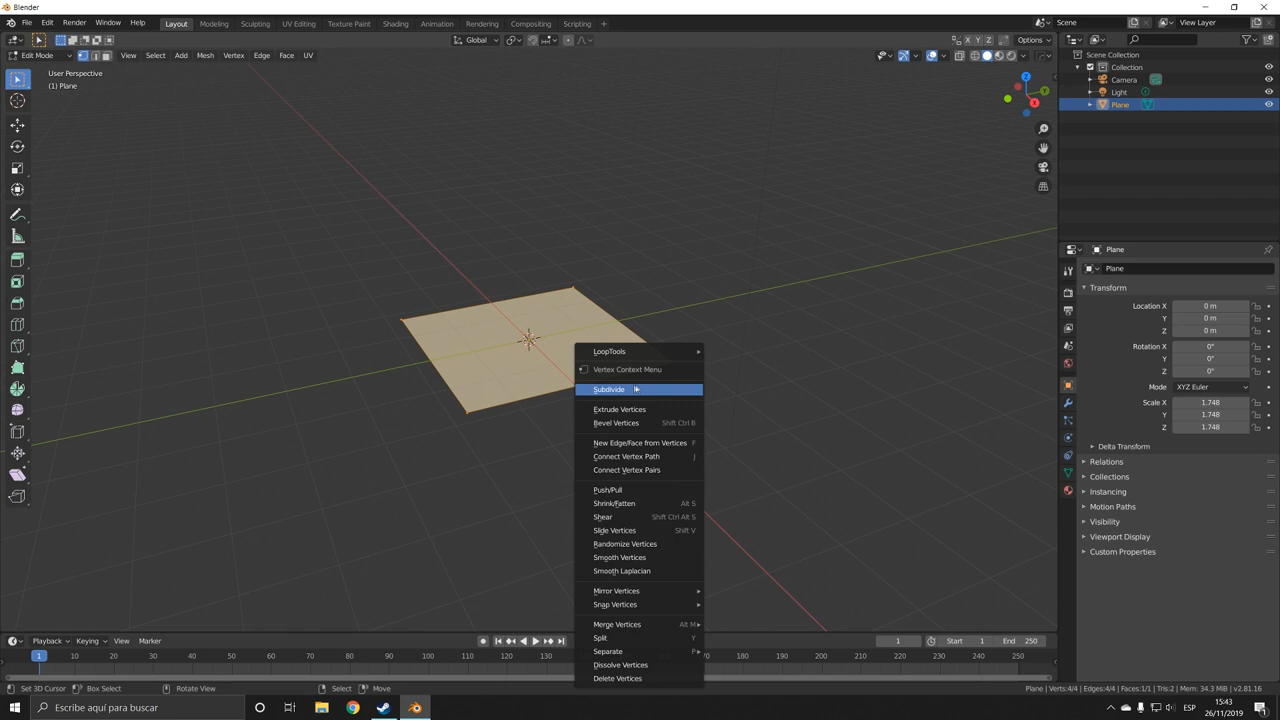 Blender
File Edit Render Window Help Layout Modeling Sculpting UV Editing Texture Paint Shading Animation Rendering Compositing Scripting + Scene View Layer
Global X Y Z Options
Edit Mode View Select Add Mesh Vertex Edge Face UV
User Perspective
(1) Plane
Z
Y
X
Scene Collection
Collection
Camera
Light
Plane
Plane
Plane
Transform
Location X 0 m
Y 0 m
Z 0 m
Rotation X 0°
Y 0°
Z 0°
Mode XYZ Euler
Scale X 1.748
Y 1.748
Z 1.748
Delta Transform
Relations
Collections
Instancing
Motion Paths
Visibility
Viewport Display
Custom Properties
LoopTools
Vertex Context Menu
Subdivide
Extrude Vertices
Bevel Vertices Shift Ctrl B
New Edge/Face from Vertices F
Connect Vertex Path J
Connect Vertex Pairs
Push/Pull
Shrink/Fatten Alt S
Shear Shift Ctrl Alt S
Slide Vertices Shift V
Randomize Vertices
Smooth Vertices
Smooth Laplacian
Mirror Vertices
Snap Vertices
Merge Vertices Alt M
Split Y
Separate P
Dissolve Vertices
Delete Vertices
Playback Keying View Marker 1 Start 1 End 250
1 10 20 30 40 50 60 70 80 90 100 110 120 130 160 170 180 190 200 210 220 230 240 250
Set 3D Cursor Box Select Rotate View Select Move Plane | Verts:4/4 | Edges:4/4 | Faces:1/1 | Tris:2 | Mem: 34.3 MiB | v2.81.16
Escribe aquí para buscar ESP 15:43
26/11/2019 1